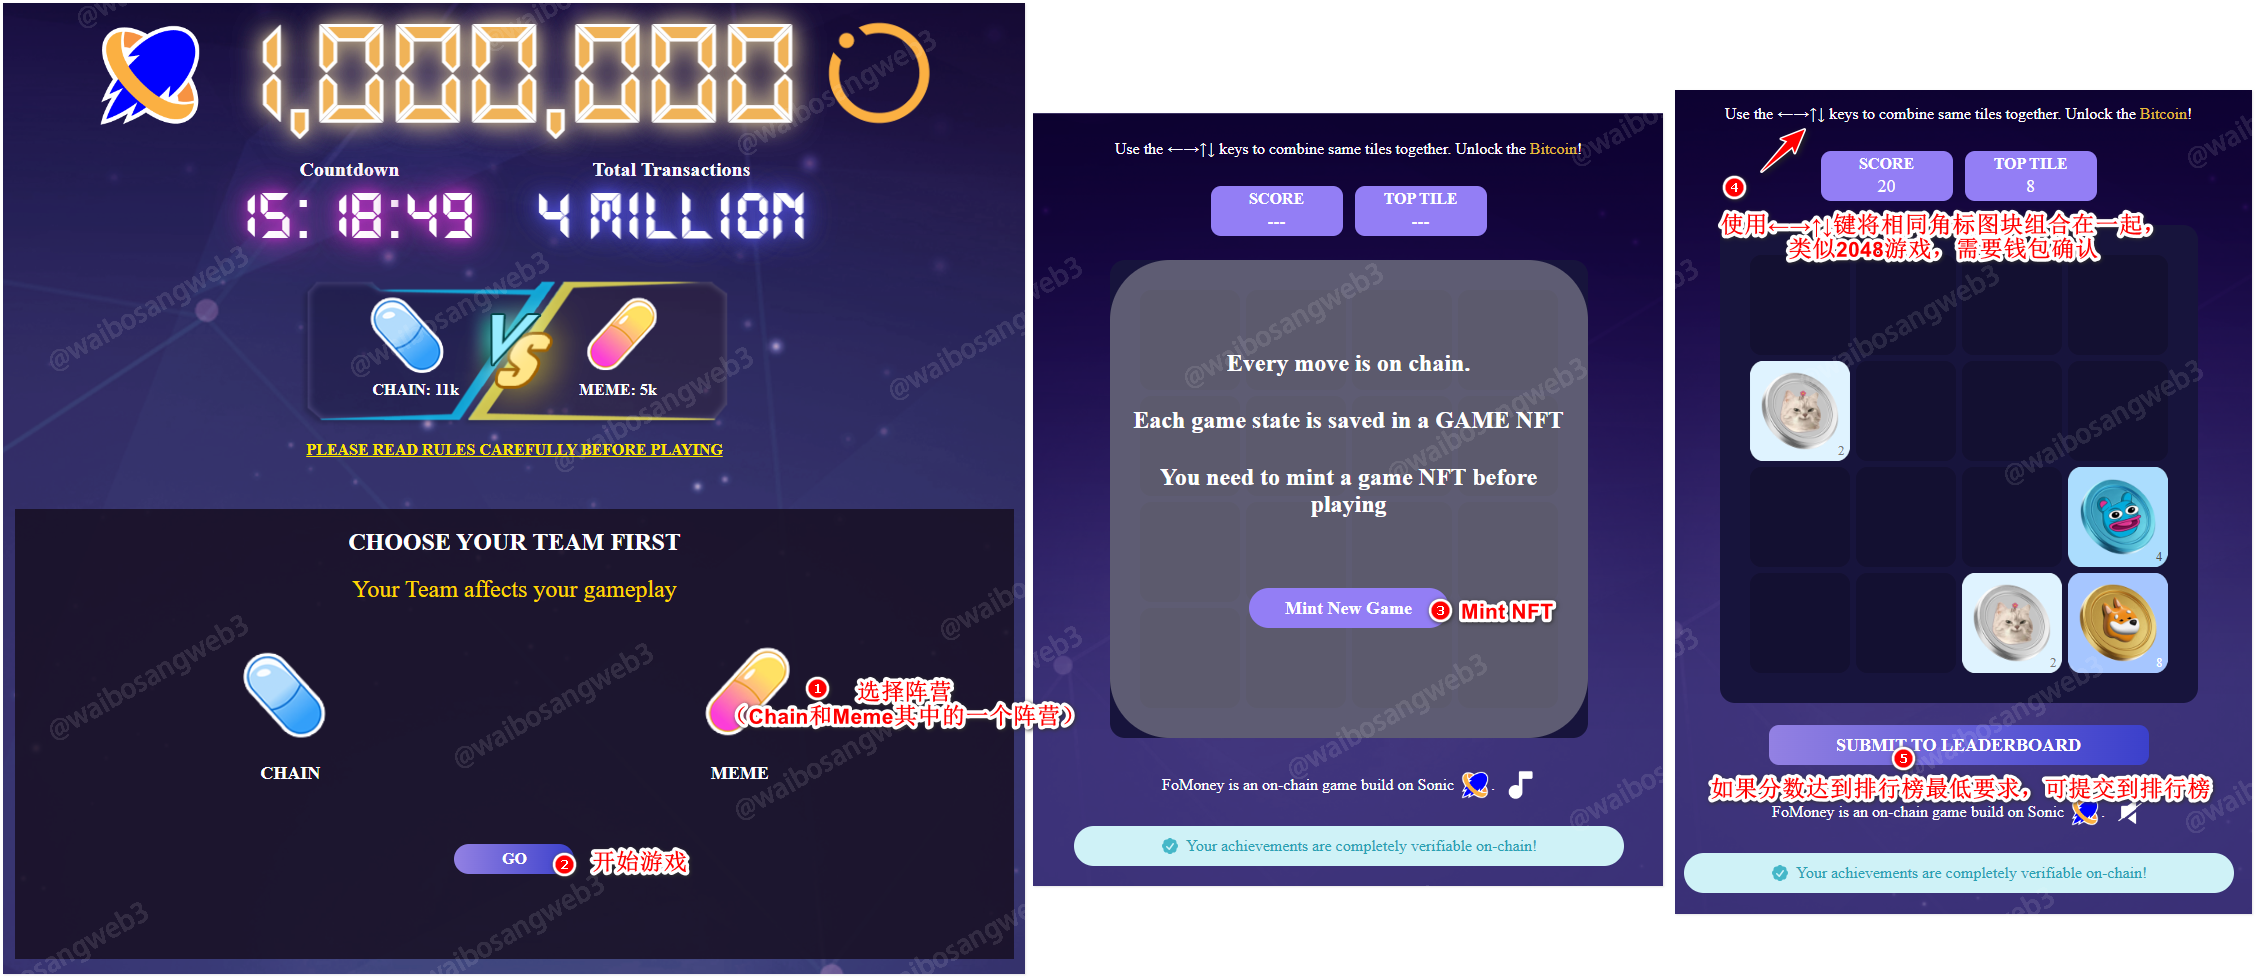 1,000,000
Countdown
Total Transactions
15: 18:49
4 MILLION
VS
CHAIN: 11k
MEME: 5k
PLEASE READ RULES CAREFULLY BEFORE PLAYING
CHOOSE YOUR TEAM FIRST
Your Team affects your gameplay
1 选择阵营
（Chain和Meme其中的一个阵营）
CHAIN
MEME
GO
2 开始游戏
Use the ←→↑↓ keys to combine same tiles together. Unlock the Bitcoin!
SCORE
---
TOP TILE
---
Every move is on chain.
Each game state is saved in a GAME NFT
You need to mint a game NFT before
playing
Mint New Game
3 Mint NFT
FoMoney is an on-chain game build on Sonic .
Your achievements are completely verifiable on-chain!
Use the ←→↑↓ keys to combine same tiles together. Unlock the Bitcoin!
SCORE
20
TOP TILE
8
4
使用←→↑↓键将相同角标图块组合在一起，
类似2048游戏，需要钱包确认
2
4
2
8
SUBMIT TO LEADERBOARD
5
如果分数达到排行榜最低要求，可提交到排行榜
FoMoney is an on-chain game build on Sonic .
Your achievements are completely verifiable on-chain!
@waibosangweb3